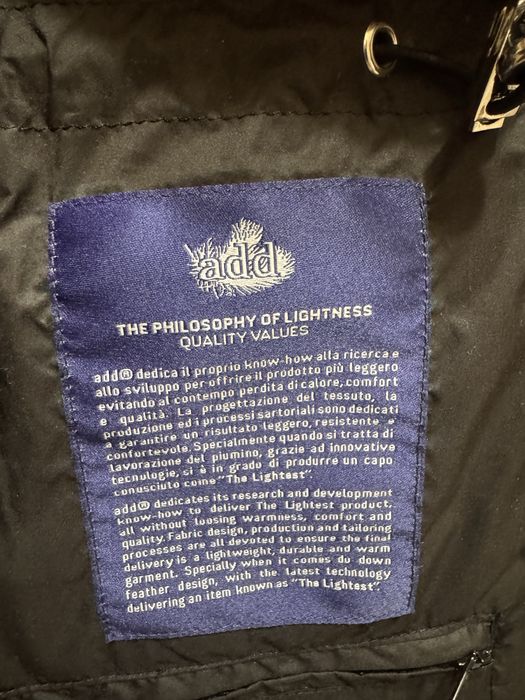 add
THE PHILOSOPHY OF LIGHTNESS
QUALITY VALUES
add® dedica il proprio know-how alla ricerca e
allo sviluppo per offrire il prodotto più leggero
evitando al contempo perdita di calore, comfort
e qualità. La progettazione del tessuto, la
produzione ed i processi sartoriali sono dedicati
a garantire un risultato leggero, resistente, e
confortevole. Specialmente quando si tratta di
lavorazione del piumino, grazie ad innovative
tecnologie, si è in grado di produrre un capo
conusciuto come "The Lightest".
add® dedicates its research and development
know-how to deliver The Lightest product,
all without loosing warmness, comfort and
quality. Fabric design, production and tailoring
processes are all devoted to ensure the final
delivery is a lightweight, durable and warm
garment. Specially when it comes do down
feather design, with the latest technology
delivering an item known as "The Lightest".